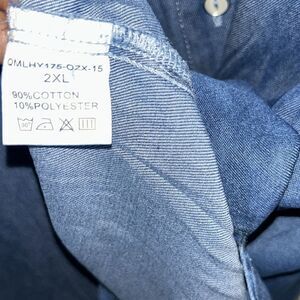 QMLHY175-QZX-15
2XL
90%COTTON
10%POLYESTER